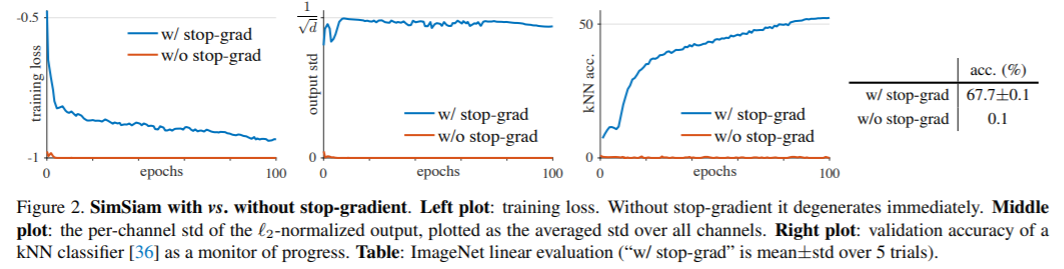 -0.5
training loss
-1
0
epochs
100
w/ stop-grad
w/o stop-grad
1
√d
output std
0
0
epochs
100
w/ stop-grad
w/o stop-grad
50
kNN acc.
0
0
epochs
100
w/ stop-grad
w/o stop-grad
acc. (%)
w/ stop-grad 67.7±0.1
w/o stop-grad 0.1
Figure 2. SimSiam with vs. without stop-gradient. Left plot: training loss. Without stop-gradient it degenerates immediately. Middle
plot: the per-channel std of the ℓ2-normalized output, plotted as the averaged std over all channels. Right plot: validation accuracy of a
kNN classifier [36] as a monitor of progress. Table: ImageNet linear evaluation (“w/ stop-grad” is mean±std over 5 trials).